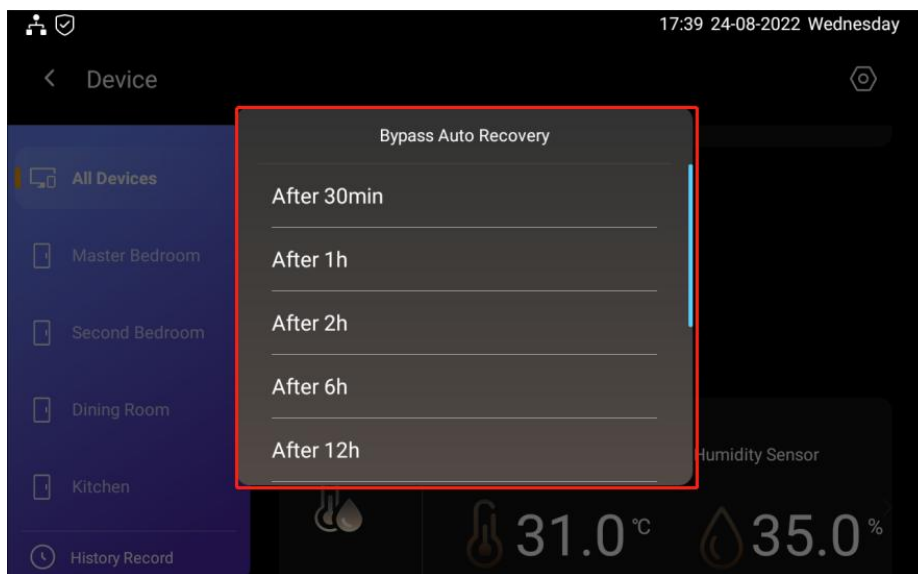 17:39 24-08-2022 Wednesday
Device
Bypass Auto Recovery
All Devices
After 30min
Master Bedroom
After 1h
Second Bedroom
After 2h
After 6h
Dining Room
After 12h
Humidity Sensor
Kitchen
31.0 °C
35.0 %
History Record